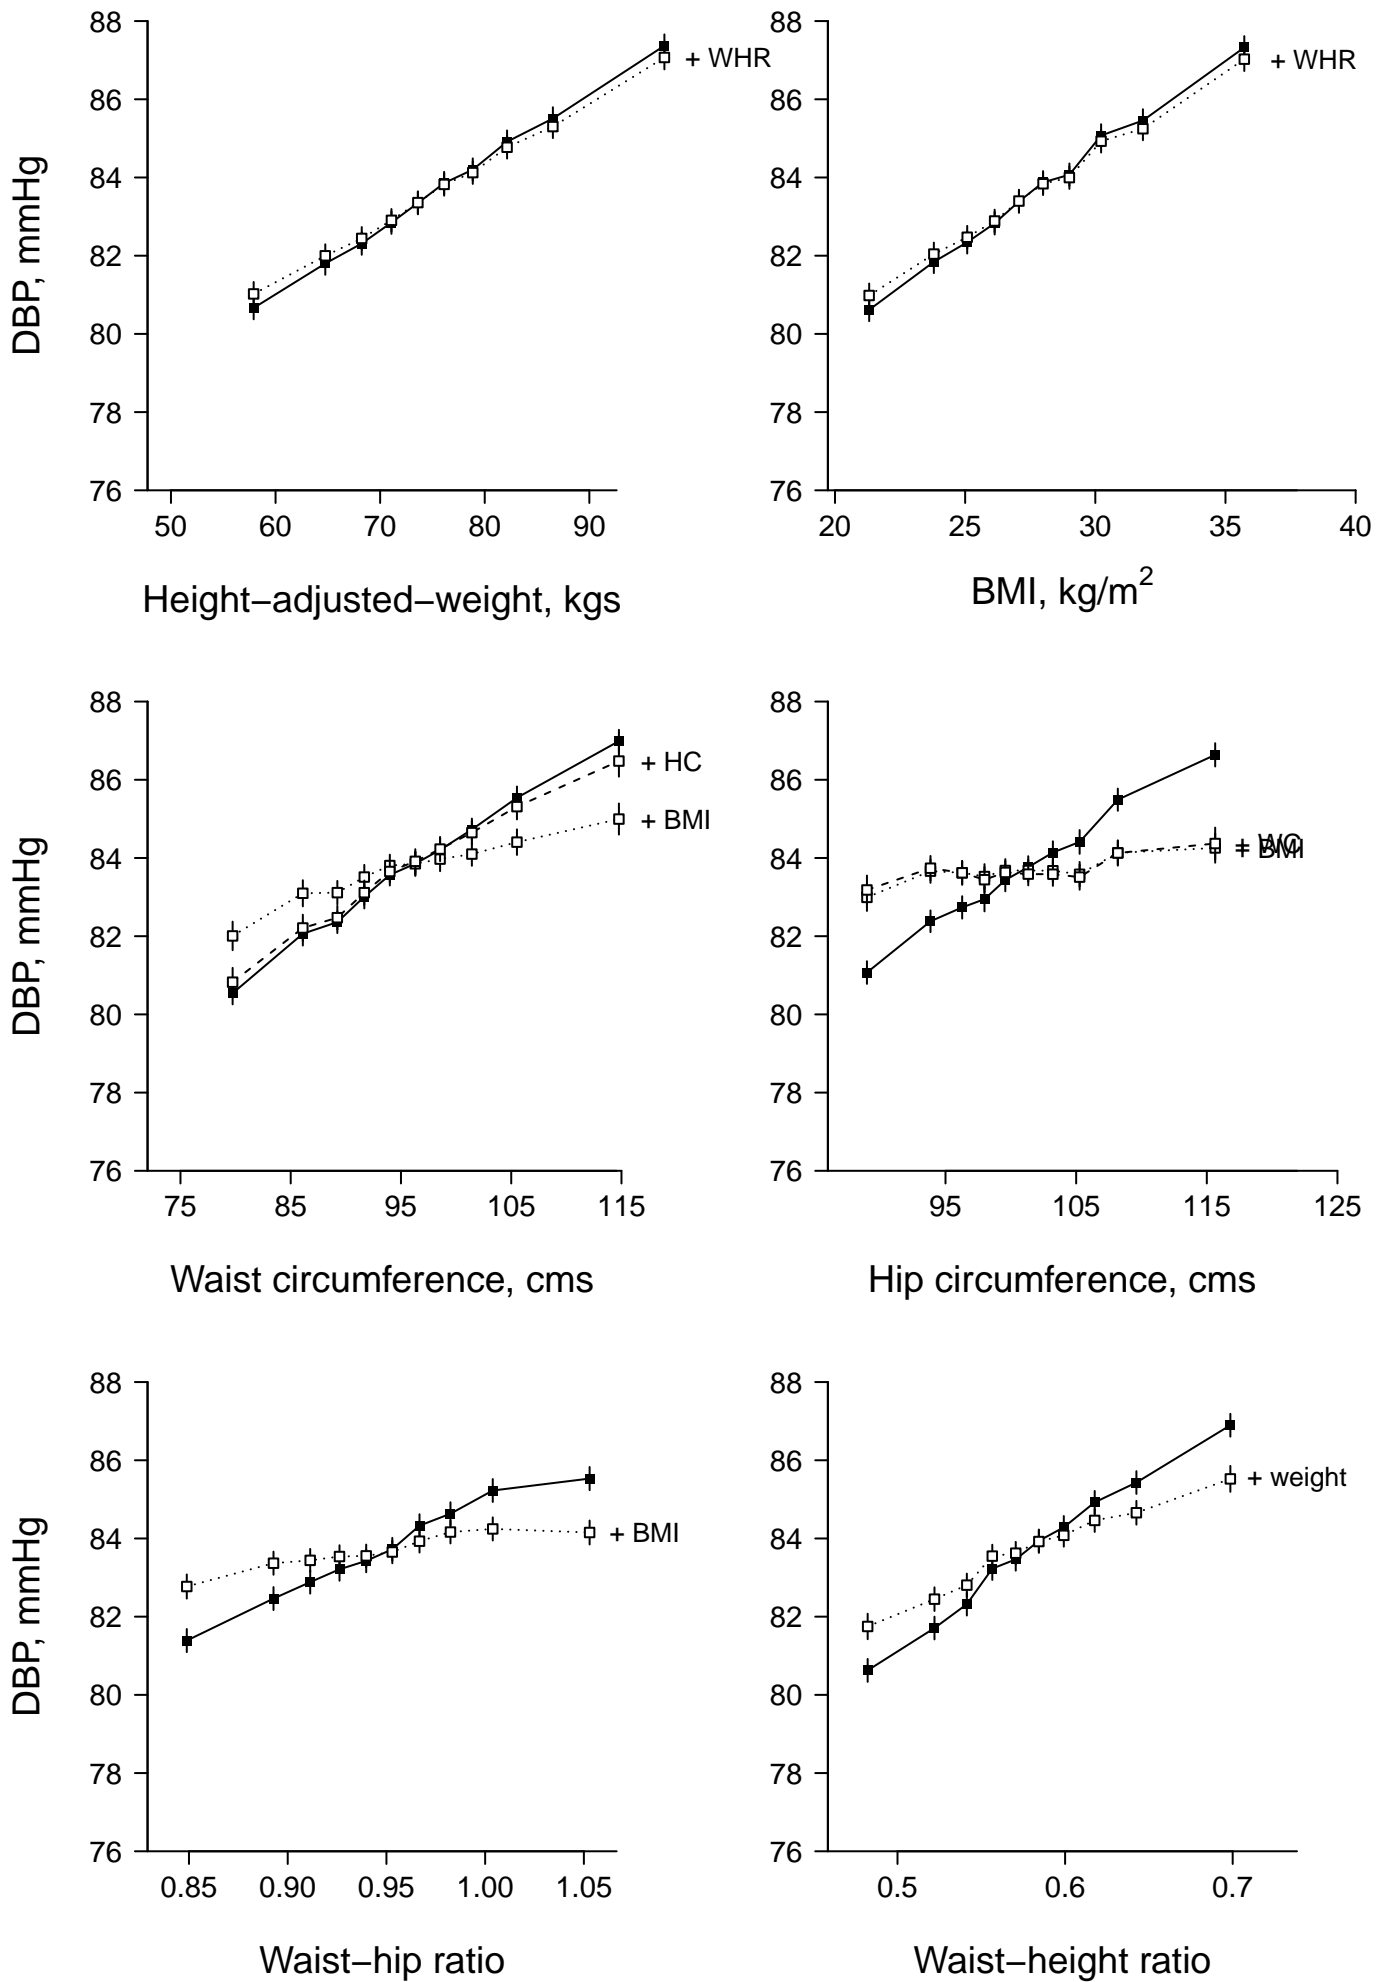 88
86
84
82
80
78
76
DBP, mmHg
+ WHR
50 60 70 80 90
Height−adjusted−weight, kgs
88
86
84
82
80
78
76
+ WHR
20 25 30 35 40
BMI, kg/m²
88
86
84
82
80
78
76
DBP, mmHg
+ HC
+ BMI
75 85 95 105 115
Waist circumference, cms
88
86
84
82
80
78
76
+ WC
+ BMI
95 105 115 125
Hip circumference, cms
88
86
84
82
80
78
76
DBP, mmHg
+ BMI
0.85 0.90 0.95 1.00 1.05
Waist−hip ratio
88
86
84
82
80
78
76
+ weight
0.5 0.6 0.7
Waist−height ratio